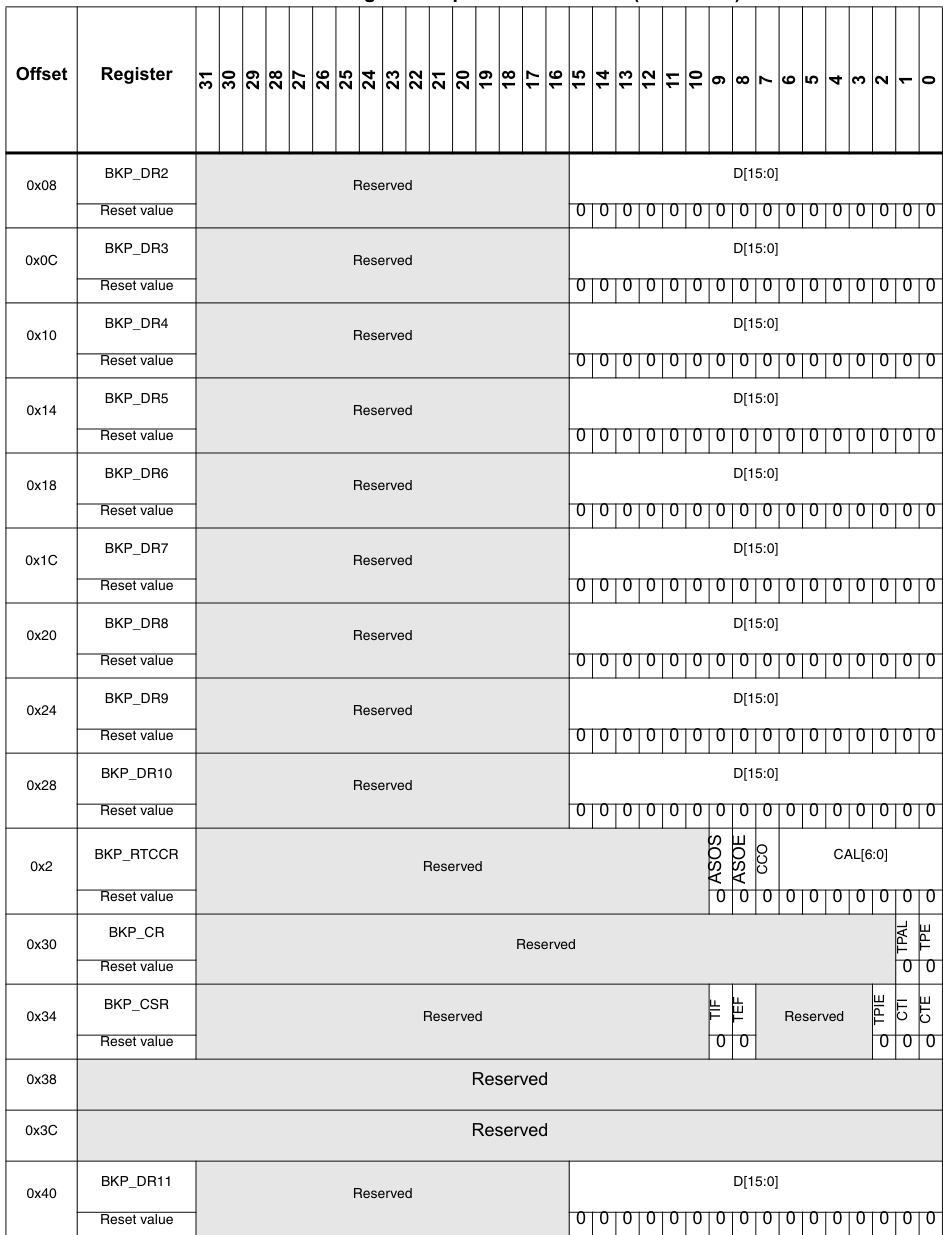 Offset Register 31 30 29 28 27 26 25 24 23 22 21 20 19 18 17 16 15 14 13 12 11 10 9 8 7 6 5 4 3 2 1 0
0x08 BKP_DR2 Reserved D[15:0]
Reset value 0 0 0 0 0 0 0 0 0 0 0 0 0 0 0 0
0x0C BKP_DR3 Reserved D[15:0]
Reset value 0 0 0 0 0 0 0 0 0 0 0 0 0 0 0 0
0x10 BKP_DR4 Reserved D[15:0]
Reset value 0 0 0 0 0 0 0 0 0 0 0 0 0 0 0 0
0x14 BKP_DR5 Reserved D[15:0]
Reset value 0 0 0 0 0 0 0 0 0 0 0 0 0 0 0 0
0x18 BKP_DR6 Reserved D[15:0]
Reset value 0 0 0 0 0 0 0 0 0 0 0 0 0 0 0 0
0x1C BKP_DR7 Reserved D[15:0]
Reset value 0 0 0 0 0 0 0 0 0 0 0 0 0 0 0 0
0x20 BKP_DR8 Reserved D[15:0]
Reset value 0 0 0 0 0 0 0 0 0 0 0 0 0 0 0 0
0x24 BKP_DR9 Reserved D[15:0]
Reset value 0 0 0 0 0 0 0 0 0 0 0 0 0 0 0 0
0x28 BKP_DR10 Reserved D[15:0]
Reset value 0 0 0 0 0 0 0 0 0 0 0 0 0 0 0 0
0x2 BKP_RTCCR Reserved ASOS ASOE CCO CAL[6:0]
Reset value 0 0 0 0 0 0 0 0 0 0
0x30 BKP_CR Reserved TPAL TPE
Reset value 0 0
0x34 BKP_CSR Reserved TIF TEF Reserved TPIE CTI CTE
Reset value 0 0 0 0 0
0x38 Reserved
0x3C Reserved
0x40 BKP_DR11 Reserved D[15:0]
Reset value 0 0 0 0 0 0 0 0 0 0 0 0 0 0 0 0